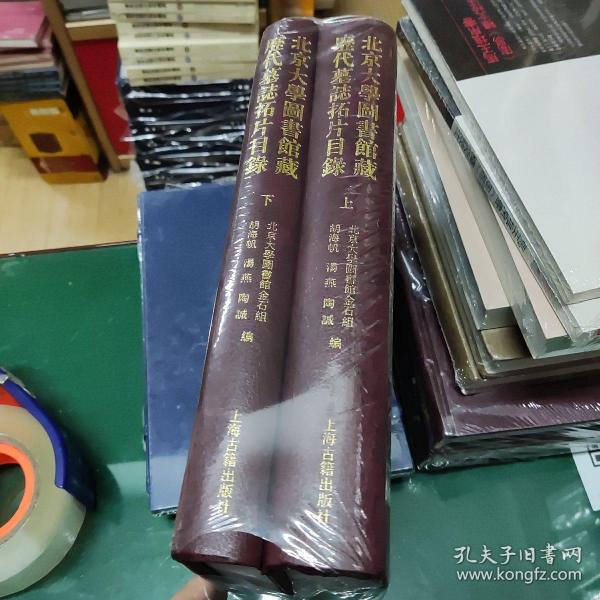 北京大學圖書館藏
歷代墓誌拓片目錄
上
北京大學圖書館金石組
胡海帆 湯燕 陶誠 編
上海古籍出版社
北京大學圖書館藏
歷代墓誌拓片目錄
下
北京大學圖書館金石組
胡海帆 湯燕 陶誠 編
上海古籍出版社
孔夫子旧书网
www.kongfz.com